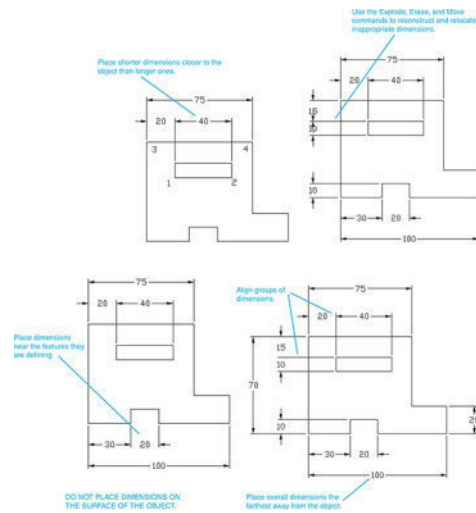 Use the Explode, Erase, and Move
commands to reconstruct and relocate
inappropriate dimensions.
Place shorter dimensions closer to the
object than longer ones.
75
20 40
3 4
1 2
75
20 40
15
10
10
30 20
100
75
20 40
Place dimensions
near the features they
are defining.
30 20
100
DO NOT PLACE DIMENSIONS ON
THE SURFACE OF THE OBJECT.
Align groups of
dimensions.
75
20 40
15
70
10
10
30 20
100
Place overall dimensions the
farthest away from the object.